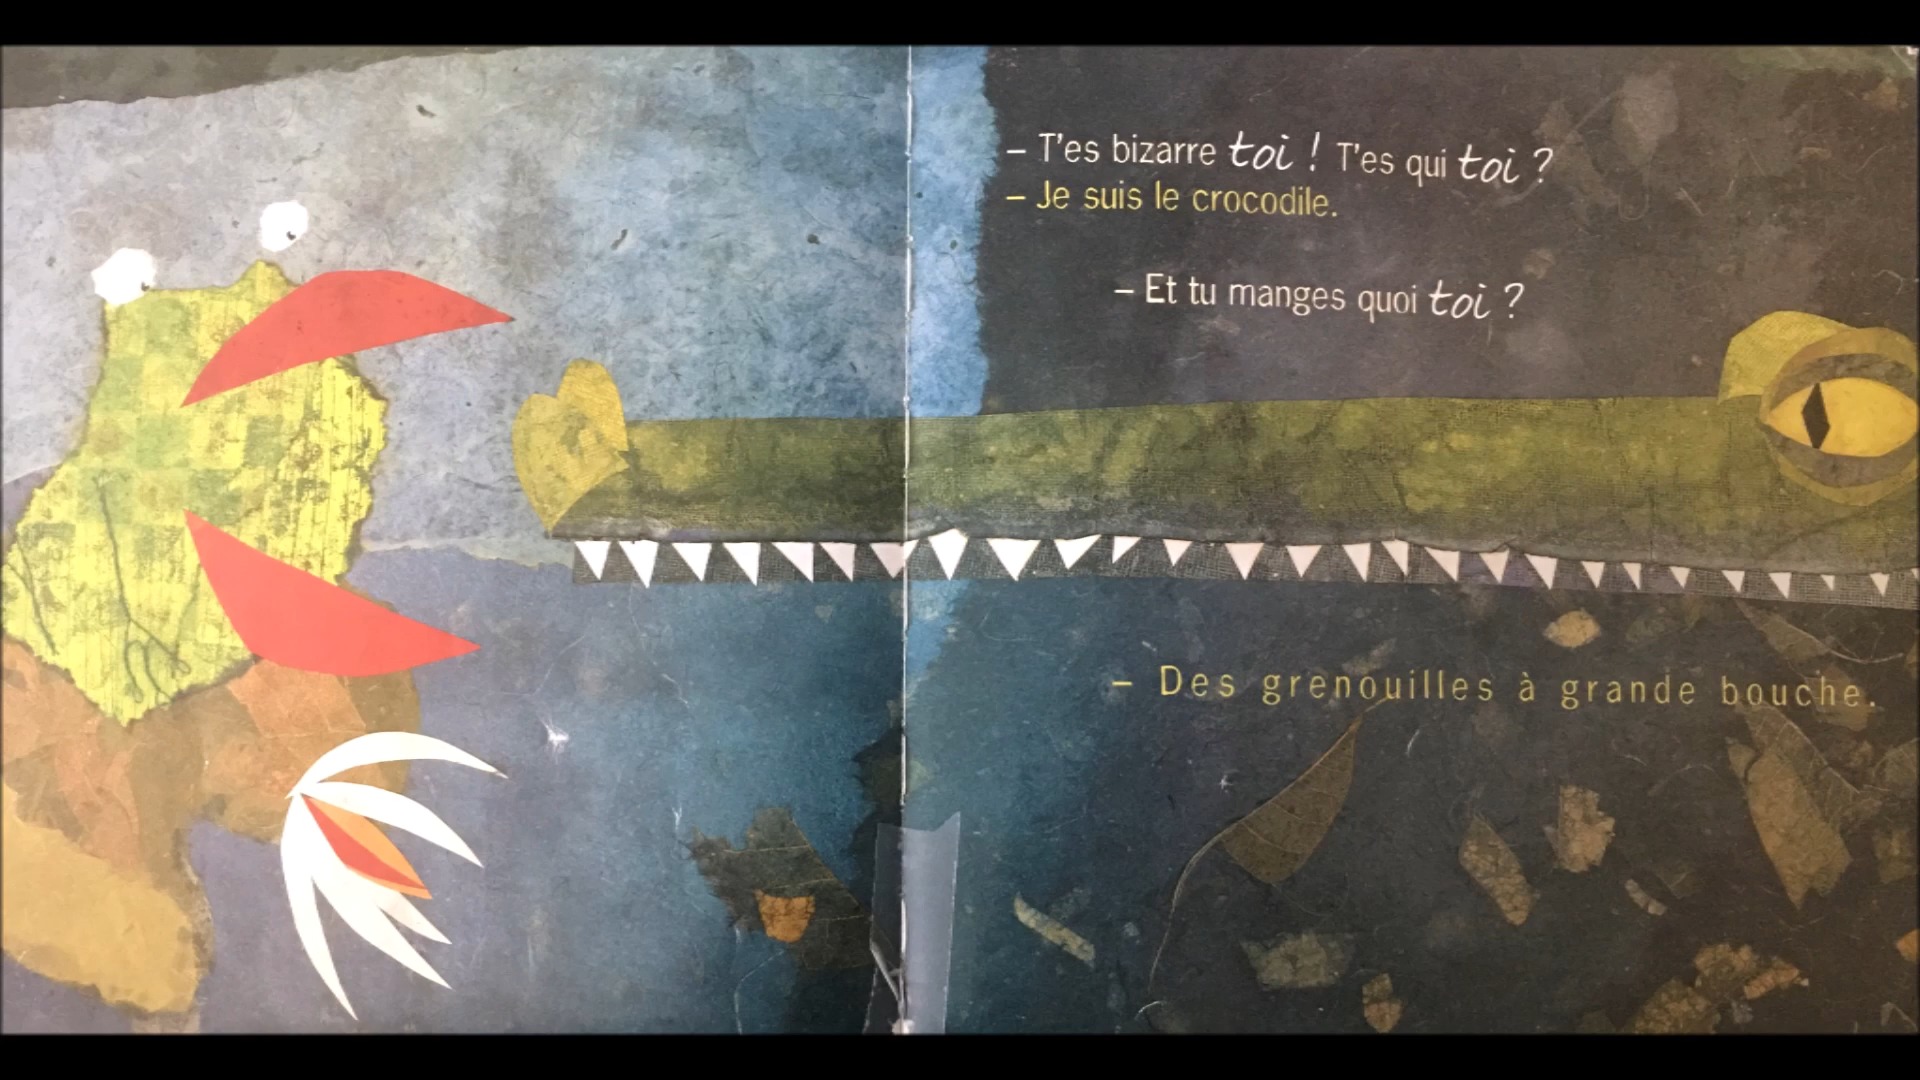 – T'es bizarre toi ! T'es qui toi ?
– Je suis le crocodile.
– Et tu manges quoi toi ?
– Des grenouilles à grande bouche.